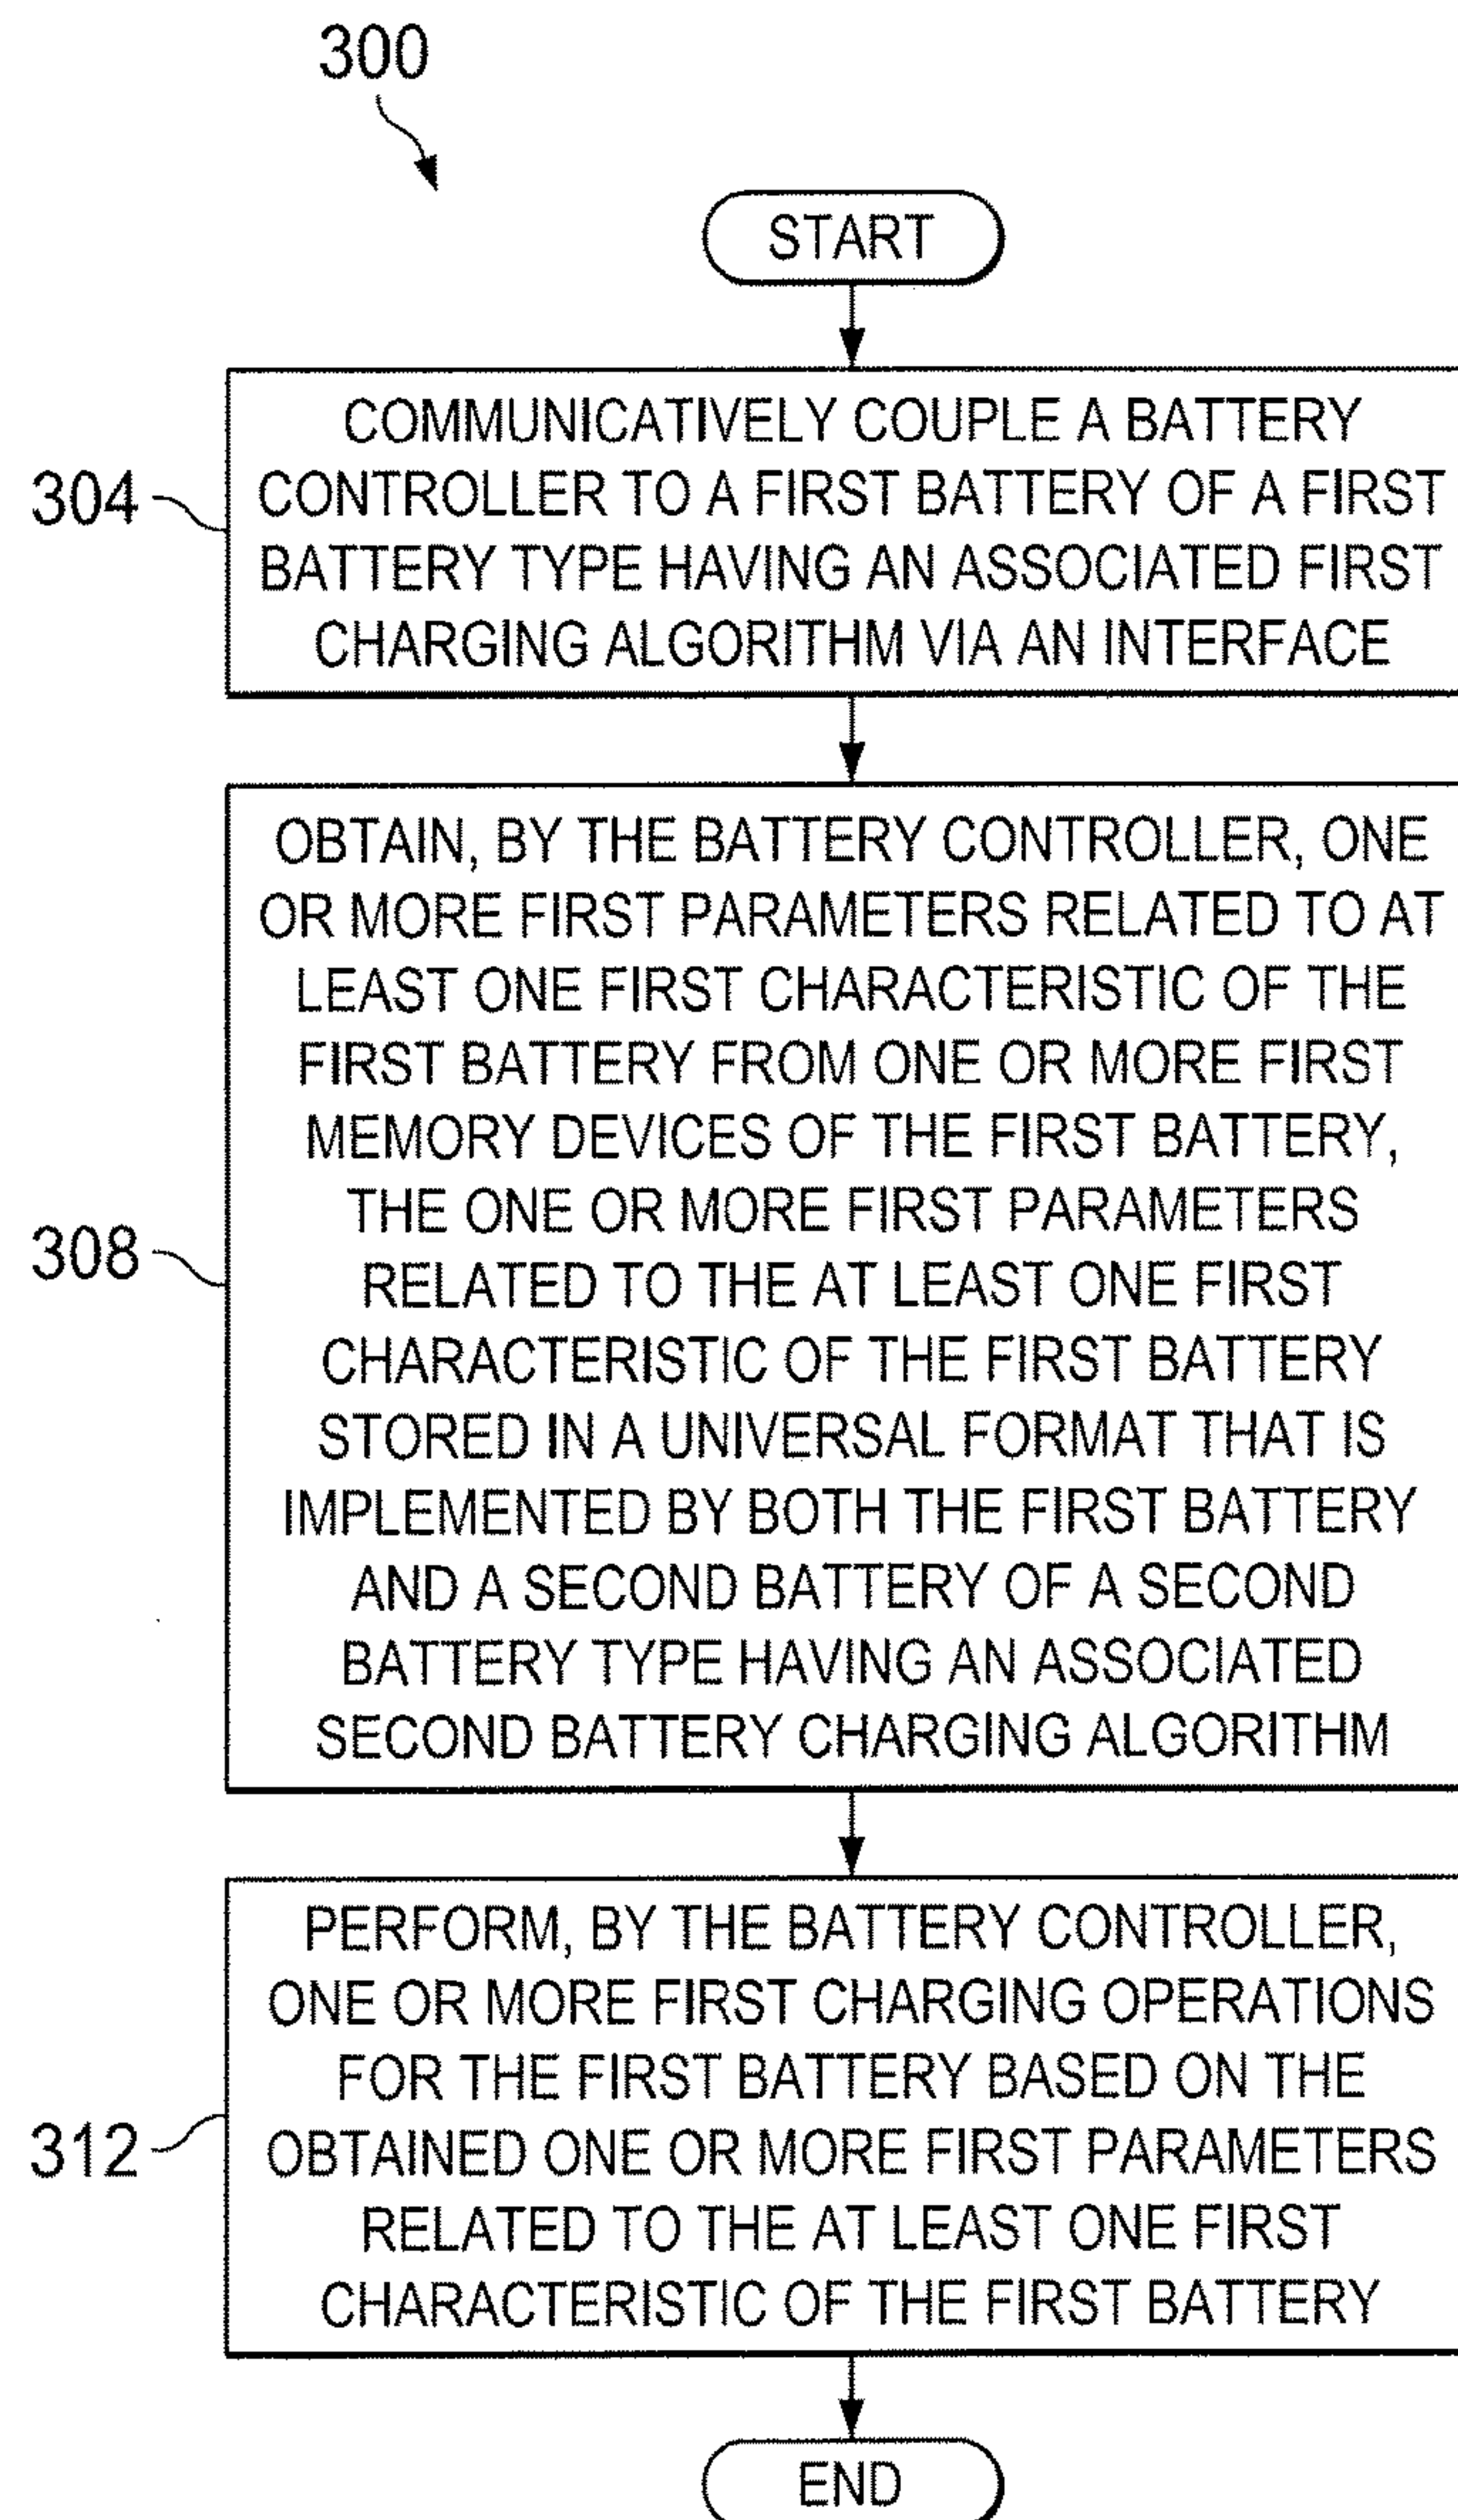 300
START
304
COMMUNICATIVELY COUPLE A BATTERY
CONTROLLER TO A FIRST BATTERY OF A FIRST
BATTERY TYPE HAVING AN ASSOCIATED FIRST
CHARGING ALGORITHM VIA AN INTERFACE
308
OBTAIN, BY THE BATTERY CONTROLLER, ONE
OR MORE FIRST PARAMETERS RELATED TO AT
LEAST ONE FIRST CHARACTERISTIC OF THE
FIRST BATTERY FROM ONE OR MORE FIRST
MEMORY DEVICES OF THE FIRST BATTERY,
THE ONE OR MORE FIRST PARAMETERS
RELATED TO THE AT LEAST ONE FIRST
CHARACTERISTIC OF THE FIRST BATTERY
STORED IN A UNIVERSAL FORMAT THAT IS
IMPLEMENTED BY BOTH THE FIRST BATTERY
AND A SECOND BATTERY OF A SECOND
BATTERY TYPE HAVING AN ASSOCIATED
SECOND BATTERY CHARGING ALGORITHM
312
PERFORM, BY THE BATTERY CONTROLLER,
ONE OR MORE FIRST CHARGING OPERATIONS
FOR THE FIRST BATTERY BASED ON THE
OBTAINED ONE OR MORE FIRST PARAMETERS
RELATED TO THE AT LEAST ONE FIRST
CHARACTERISTIC OF THE FIRST BATTERY
END